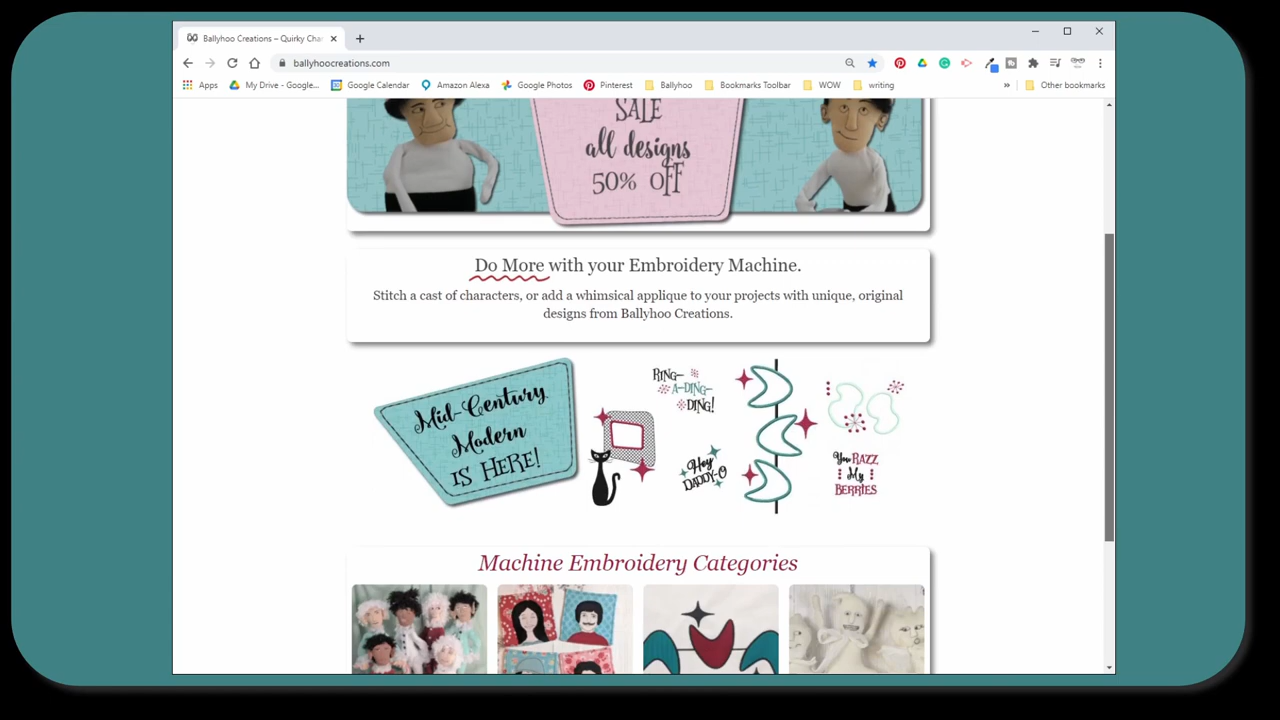 Ballyhoo Creations – Quirky Cha
ballyhoocreations.com
Apps
My Drive - Google...
Google Calendar
Amazon Alexa
Google Photos
Pinterest
Ballyhoo
Bookmarks Toolbar
WOW
writing
»
Other bookmarks
SALE
all designs
50% OFF
Do More with your Embroidery Machine.
Stitch a cast of characters, or add a whimsical applique to your projects with unique, original
designs from Ballyhoo Creations.
Mid-Century
Modern
IS HERE!
RING-
A-DING-
DING!
Hey
DADDY-O
You RAZZ
My
BERRIES
Machine Embroidery Categories